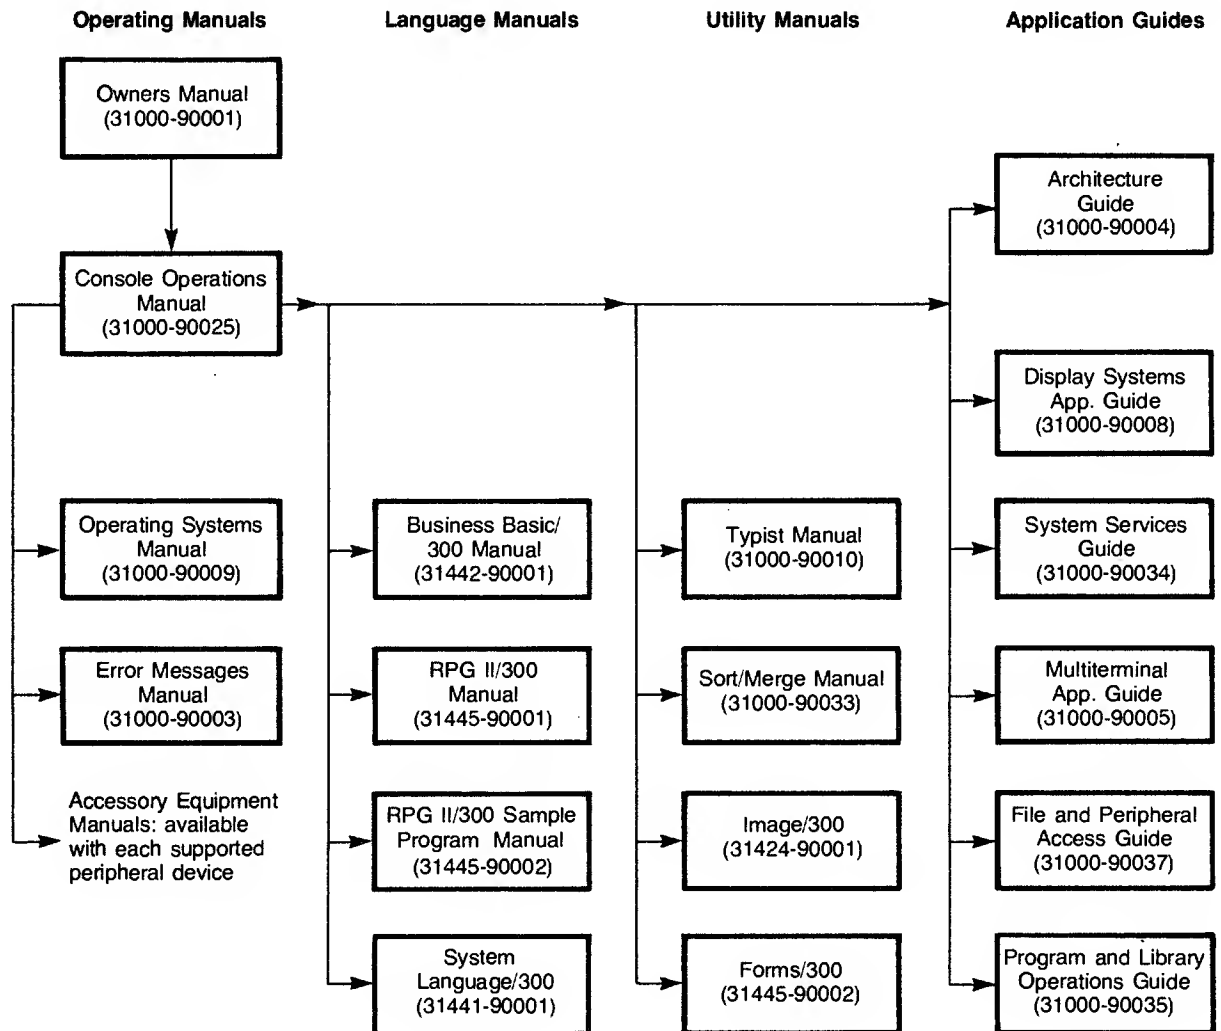 Operating Manuals
Language Manuals
Utility Manuals
Application Guides
Owners Manual
(31000-90001)
Console Operations
Manual
(31000-90025)
Operating Systems
Manual
(31000-90009)
Error Messages
Manual
(31000-90003)
Accessory Equipment
Manuals: available
with each supported
peripheral device
Business Basic/
300 Manual
(31442-90001)
RPG II/300
Manual
(31445-90001)
RPG II/300 Sample
Program Manual
(31445-90002)
System
Language/300
(31441-90001)
Typist Manual
(31000-90010)
Sort/Merge Manual
(31000-90033)
Image/300
(31424-90001)
Forms/300
(31445-90002)
Architecture
Guide
(31000-90004)
Display Systems
App. Guide
(31000-90008)
System Services
Guide
(31000-90034)
Multiterminal
App. Guide
(31000-90005)
File and Peripheral
Access Guide
(31000-90037)
Program and Library
Operations Guide
(31000-90035)